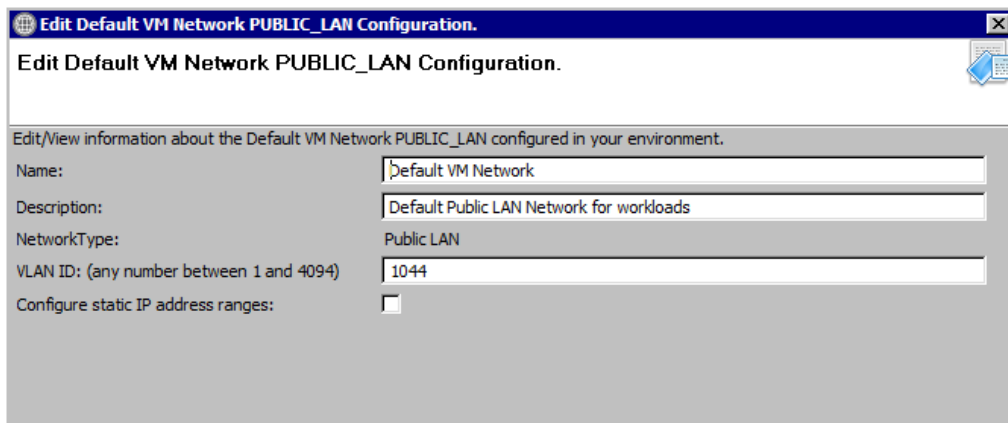 Edit Default VM Network PUBLIC_LAN Configuration.
Edit Default VM Network PUBLIC_LAN Configuration.
Edit/View information about the Default VM Network PUBLIC_LAN configured in your environment.
Name: Default VM Network
Description: Default Public LAN Network for workloads
NetworkType: Public LAN
VLAN ID: (any number between 1 and 4094) 1044
Configure static IP address ranges: